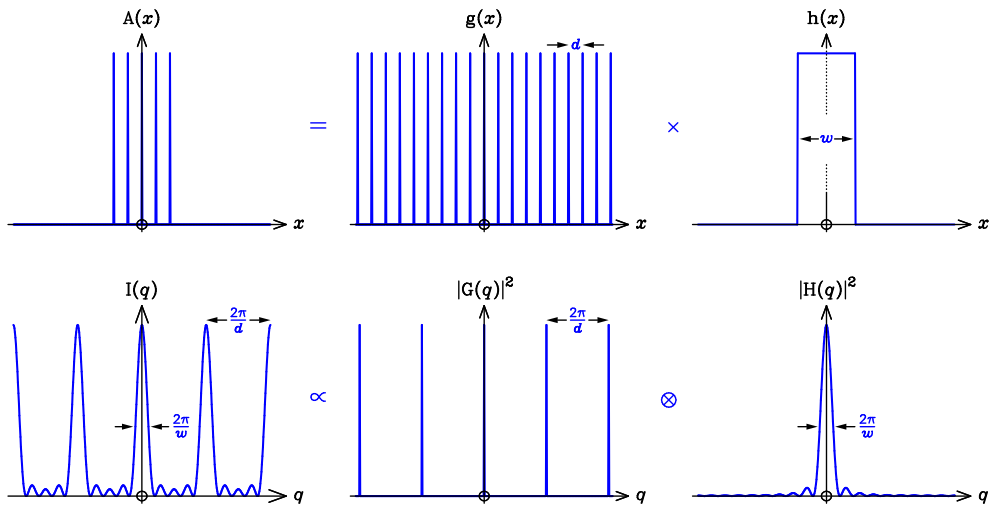 A(x) g(x) h(x)
d
= ×
w
x x x
I(q) |G(q)|² |H(q)|²
2π/d 2π/d
∝ ⊗
2π/w 2π/w
q q q